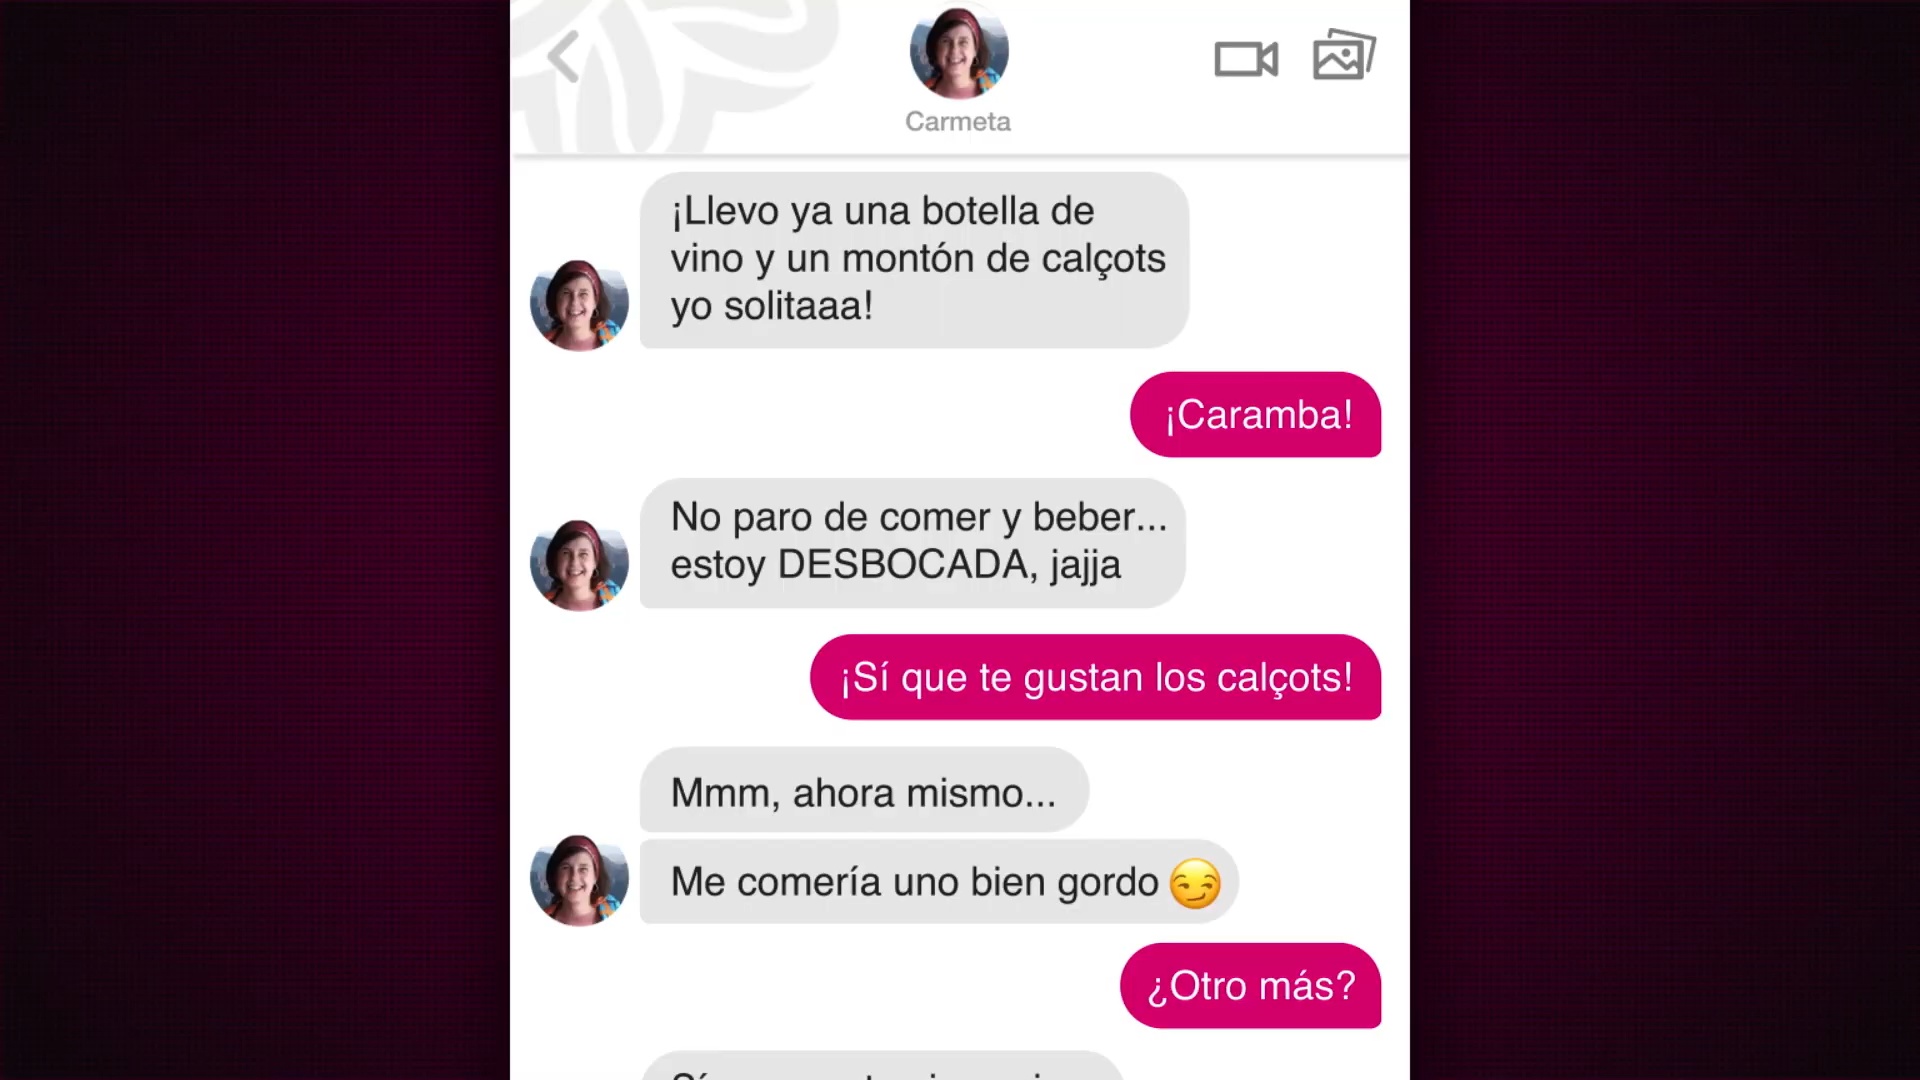 Carmeta
¡Llevo ya una botella de
vino y un montón de calçots
yo solitaaa!
¡Caramba!
No paro de comer y beber...
estoy DESBOCADA, jajja
¡Sí que te gustan los calçots!
Mmm, ahora mismo...
Me comería uno bien gordo 😏
¿Otro más?